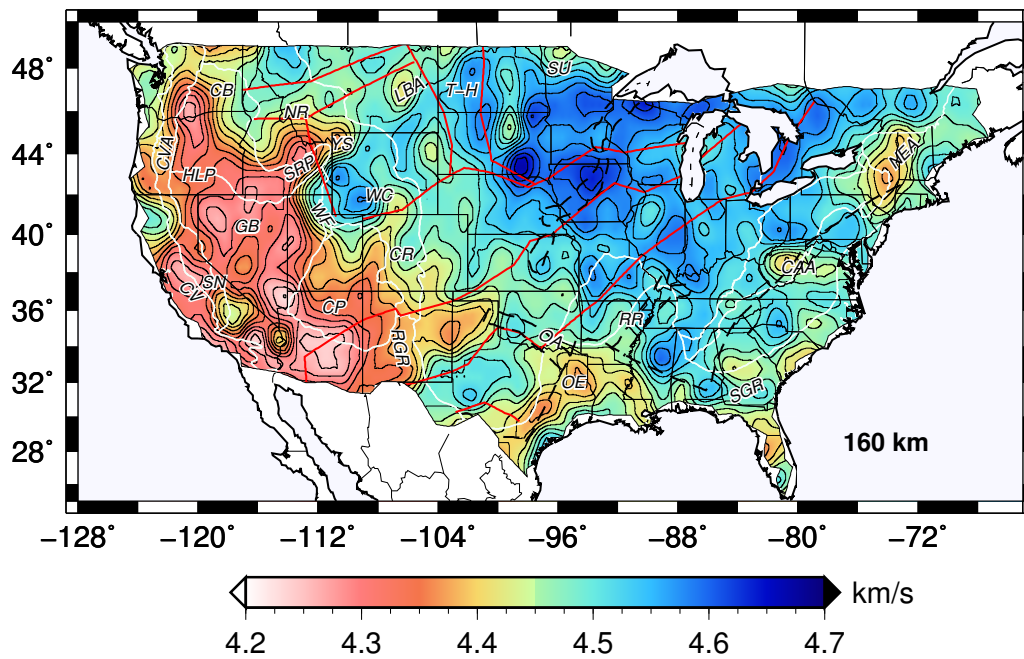 48°
44°
40°
36°
32°
28°
SU
CB
LBA
T−H
NR
YS
CVA
NEA
HLP
SRP
WC
GB
WF
CR
CAA
SN
CV
CP
RR
OA
RGR
OE
SGR
160 km
−128° −120° −112° −104° −96° −88° −80° −72°
km/s
4.2 4.3 4.4 4.5 4.6 4.7